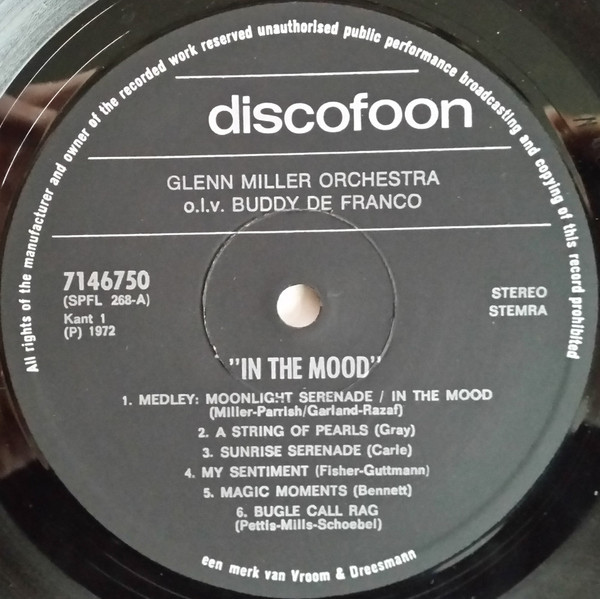 All rights of the manufacturer and owner of the recorded work reserved unauthorised public performance broadcasting and copying of this record prohibited
discofoon
GLENN MILLER ORCHESTRA
o.l.v. BUDDY DE FRANCO
7146750
(SPFL 268-A)
Kant 1
(P) 1972
STEREO
STEMRA
"IN THE MOOD"
1. MEDLEY: MOONLIGHT SERENADE / IN THE MOOD
(Miller-Parrish/Garland-Razaf)
2. A STRING OF PEARLS (Gray)
3. SUNRISE SERENADE (Carle)
4. MY SENTIMENT (Fisher-Guttmann)
5. MAGIC MOMENTS (Bennett)
6. BUGLE CALL RAG
(Pettis-Mills-Schoebel)
een merk van Vroom & Dreesmann